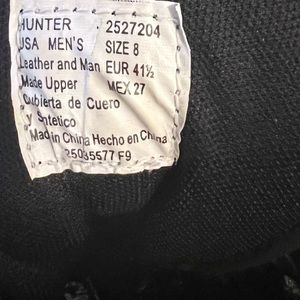 HUNTER 2527204
USA MEN'S SIZE 8
Leather and Man EUR 41½
Made Upper MEX 27
Cubierta de Cuero
y Sintetico
Made in China Hecho en China
25035577 F9